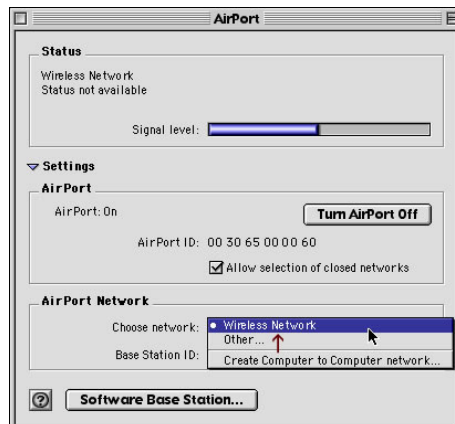 AirPort
Status
Wireless Network
Status not available
Signal level:
Settings
AirPort
AirPort: On
Turn AirPort Off
AirPort ID: 00 30 65 00 00 60
Allow selection of closed networks
AirPort Network
Choose network:
Wireless Network
Other...
Base Station ID:
Create Computer to Computer network...
?
Software Base Station...